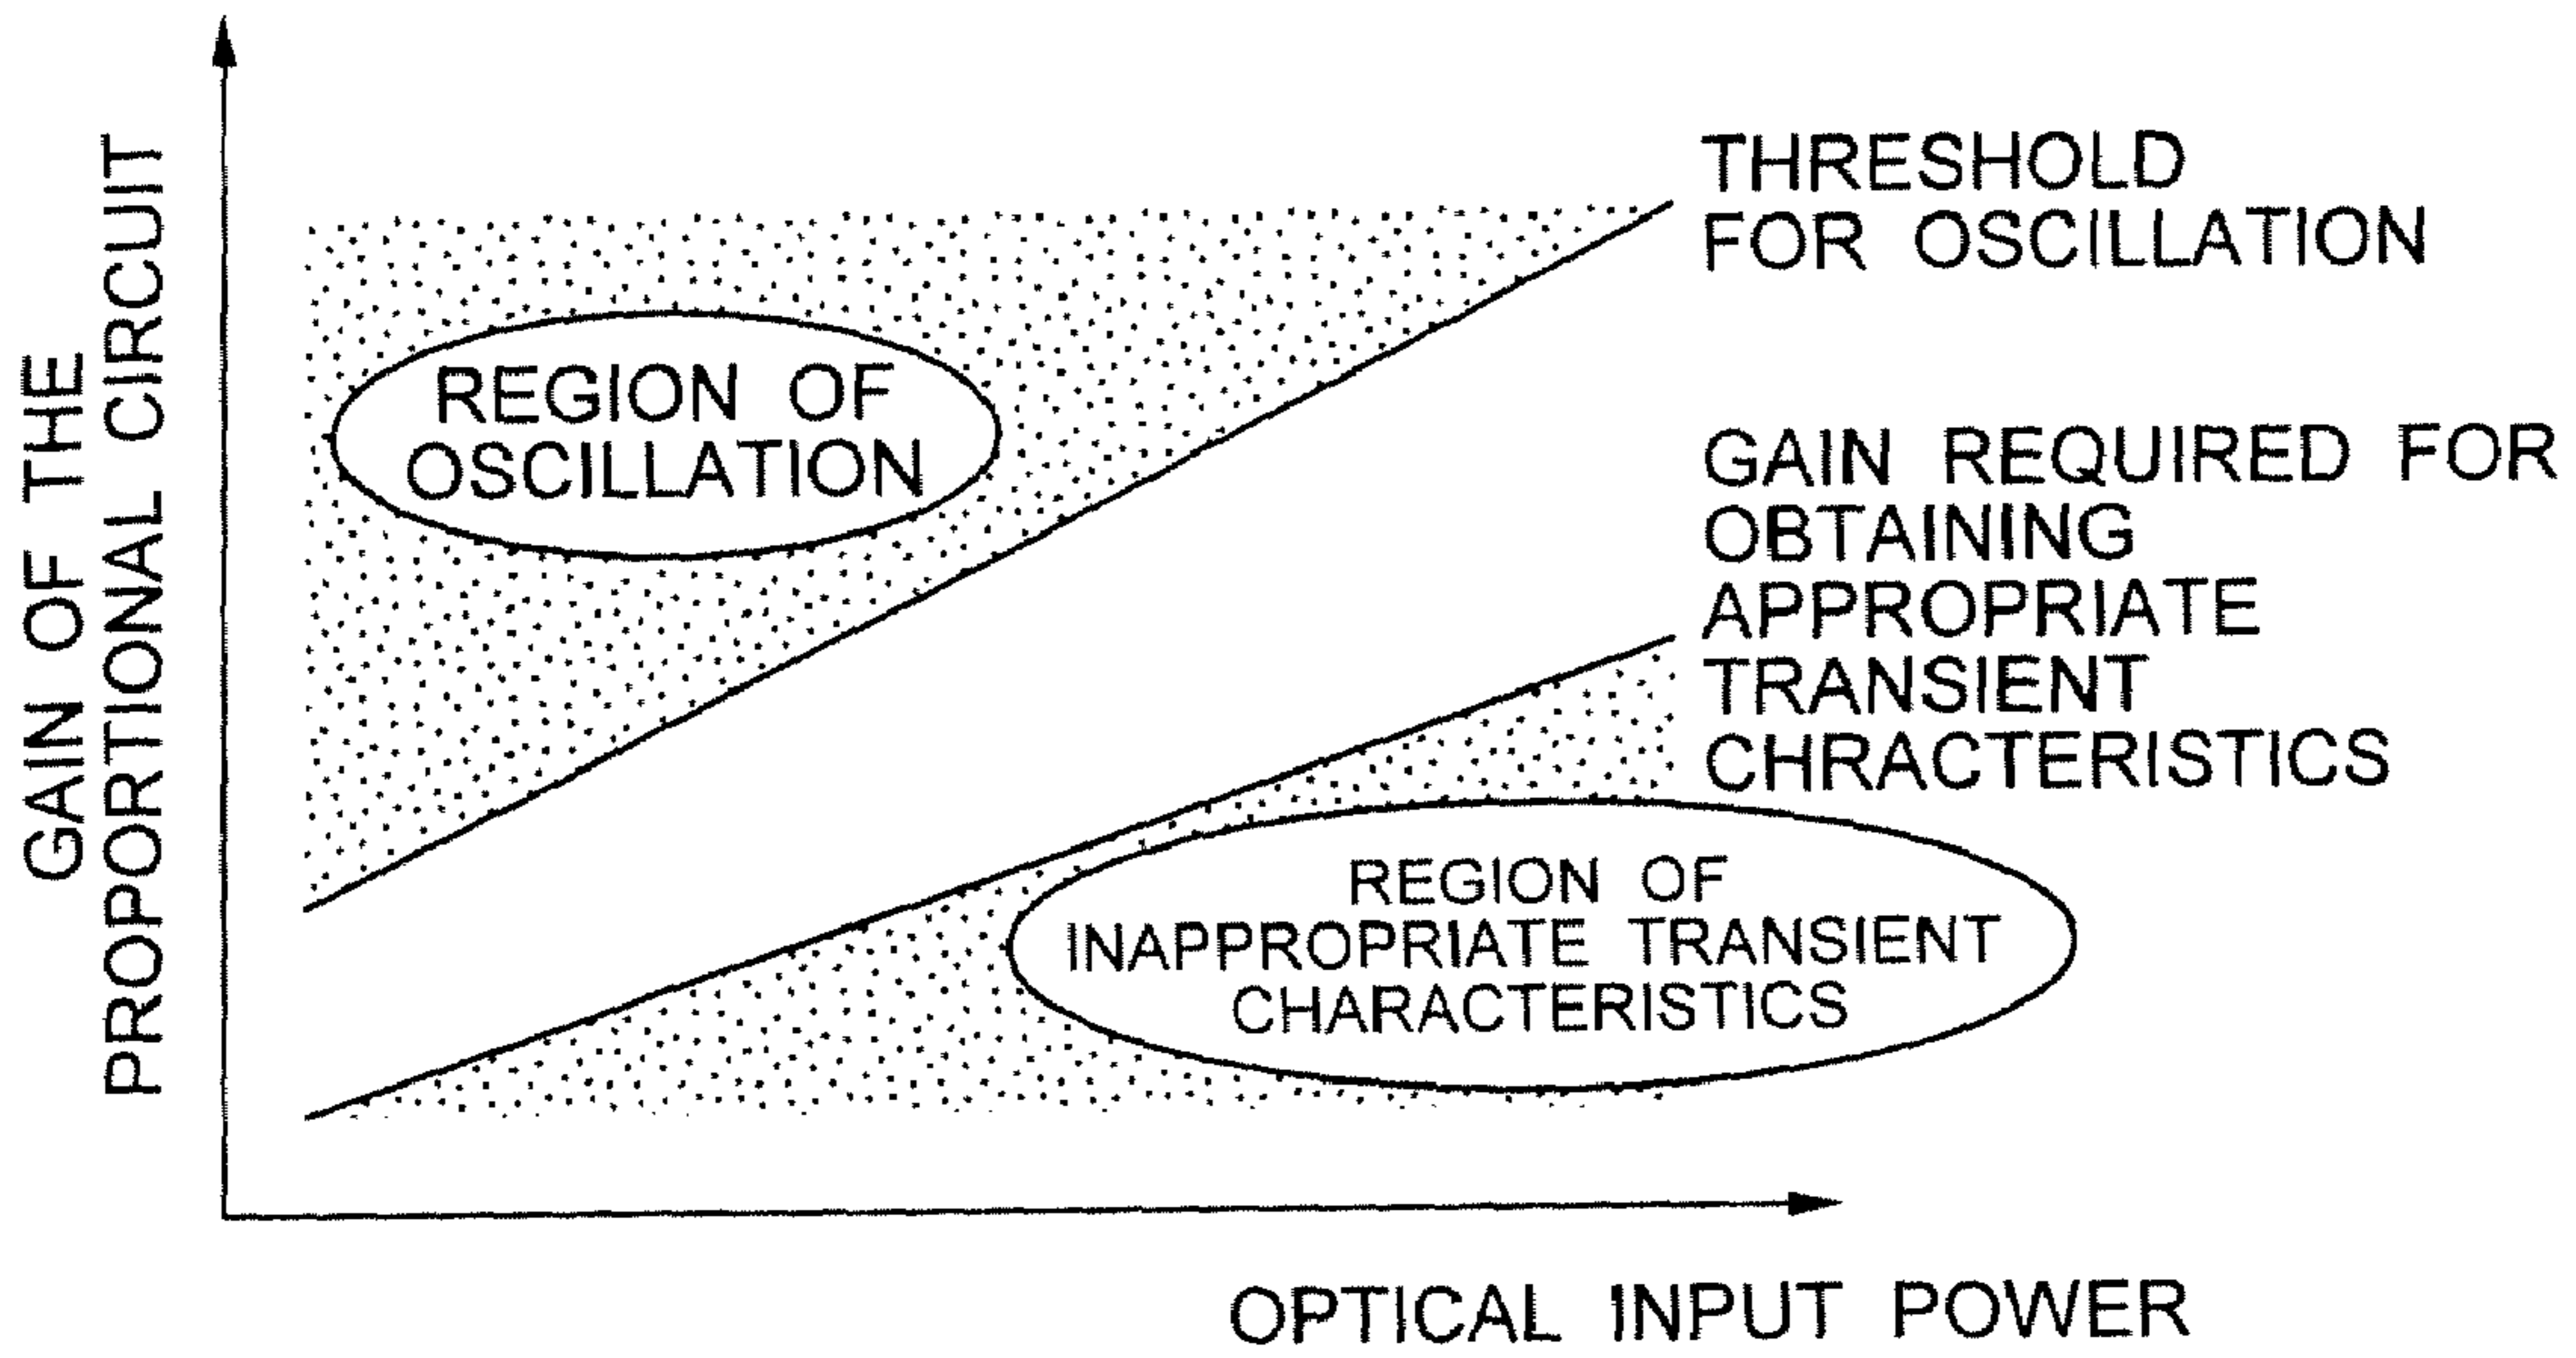 GAIN OF THE
PROPORTIONAL CIRCUIT
THRESHOLD
FOR OSCILLATION
REGION OF
OSCILLATION
GAIN REQUIRED FOR
OBTAINING
APPROPRIATE
TRANSIENT
CHRACTERISTICS
REGION OF
INAPPROPRIATE TRANSIENT
CHARACTERISTICS
OPTICAL INPUT POWER